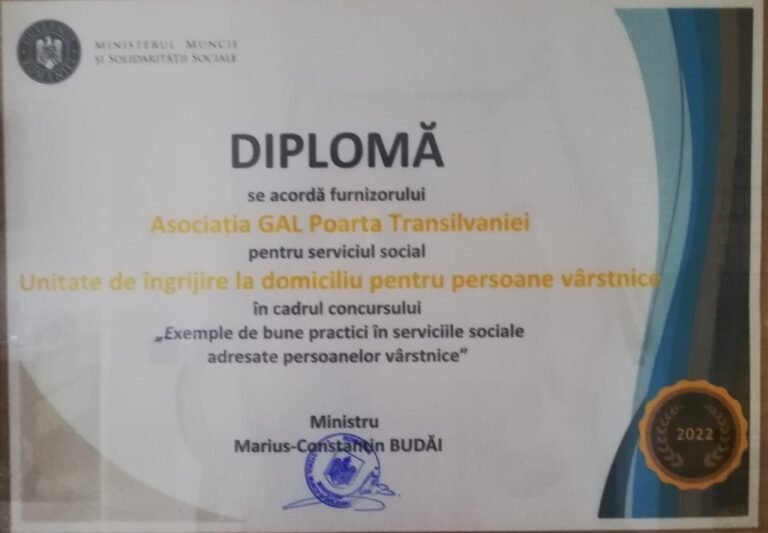 MINISTERUL MUNCII
ȘI SOLIDARITĂȚII SOCIALE
DIPLOMĂ
se acordă furnizorului
Asociația GAL Poarta Transilvaniei
pentru serviciul social
Unitate de îngrijire la domiciliu pentru persoane vârstnice
în cadrul concursului
„Exemple de bune practici în serviciile sociale
adresate persoanelor vârstnice”
Ministru
Marius-Constantin BUDĂI
2022